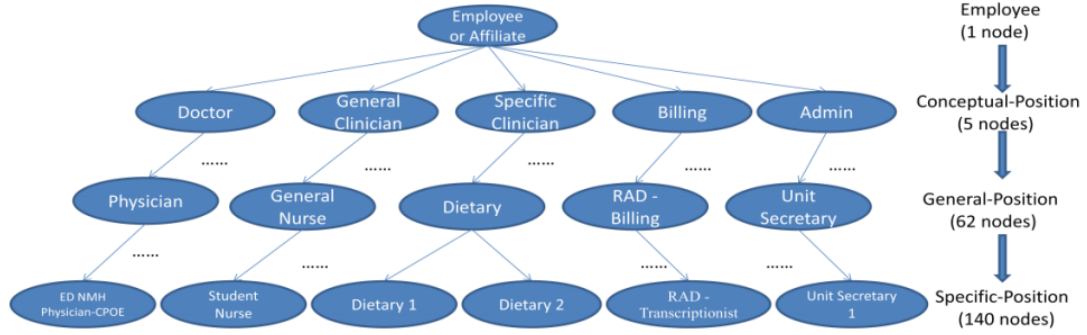 Employee
or Affiliate
Employee
(1 node)
Doctor
General
Clinician
Specific
Clinician
Billing
Admin
Conceptual-Position
(5 nodes)
......
......
......
......
......
Physician
General
Nurse
Dietary
RAD -
Billing
Unit
Secretary
General-Position
(62 nodes)
......
......
......
......
ED NMH
Physician-CPOE
Student
Nurse
Dietary 1
Dietary 2
RAD -
Transcriptionist
Unit Secretary
1
Specific-Position
(140 nodes)